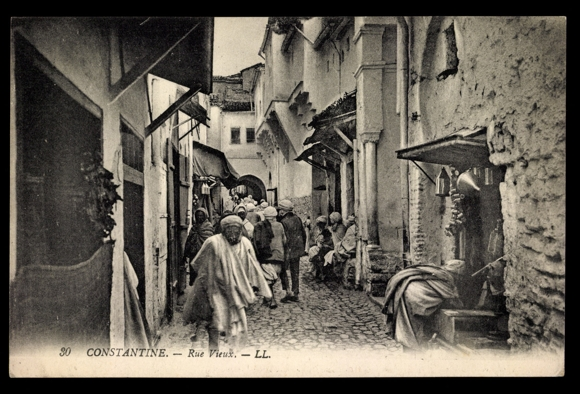 30 CONSTANTINE. — Rue Vieux. — LL.